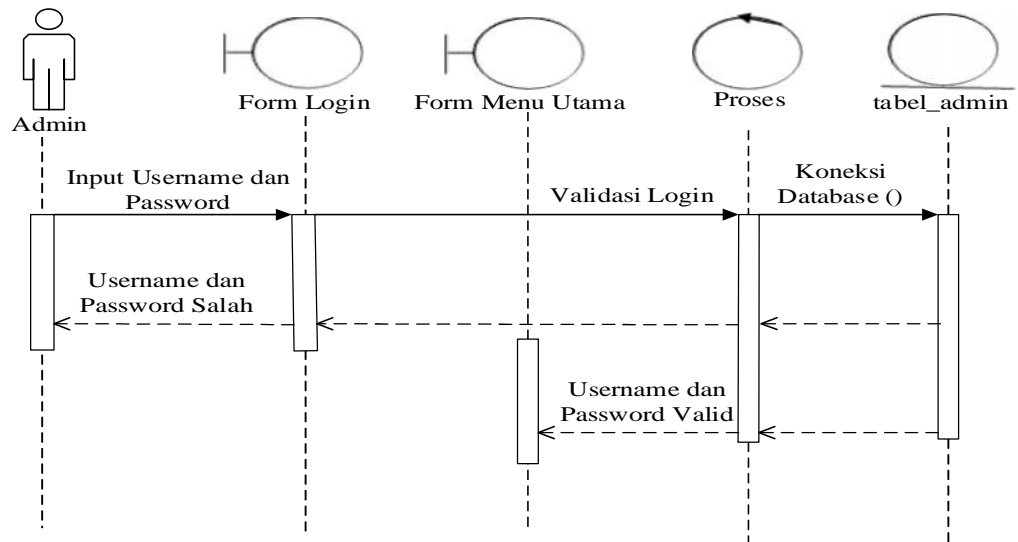 Admin
Form Login
Form Menu Utama
Proses
tabel_admin
Input Username dan
Password
Validasi Login
Koneksi
Database ()
Username dan
Password Salah
Username dan
Password Valid